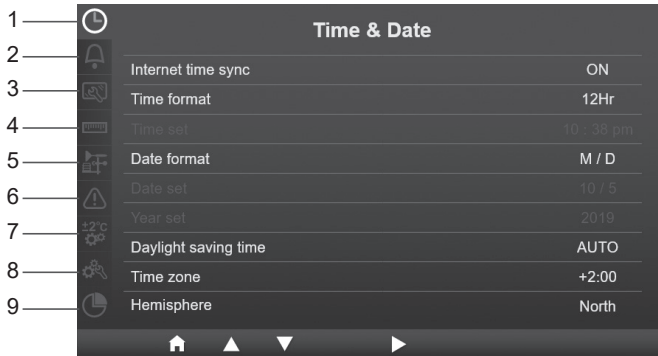 Time & Date
1
2
3
4
5
6
7
8
9
±2°C
Internet time sync ON
Time format 12Hr
Time set 10 : 38 pm
Date format M / D
Date set 10 / 5
Year set 2019
Daylight saving time AUTO
Time zone +2:00
Hemisphere North